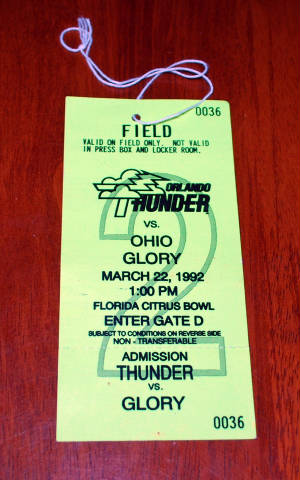 0036
FIELD
VALID ON FIELD ONLY. NOT VALID
IN PRESS BOX AND LOCKER ROOM.
ORLANDO
THUNDER
VS.
OHIO
GLORY
MARCH 22, 1992
1:00 PM
FLORIDA CITRUS BOWL
ENTER GATE D
SUBJECT TO CONDITIONS ON REVERSE SIDE
NON - TRANSFERABLE
ADMISSION
THUNDER
VS.
GLORY
2
0036